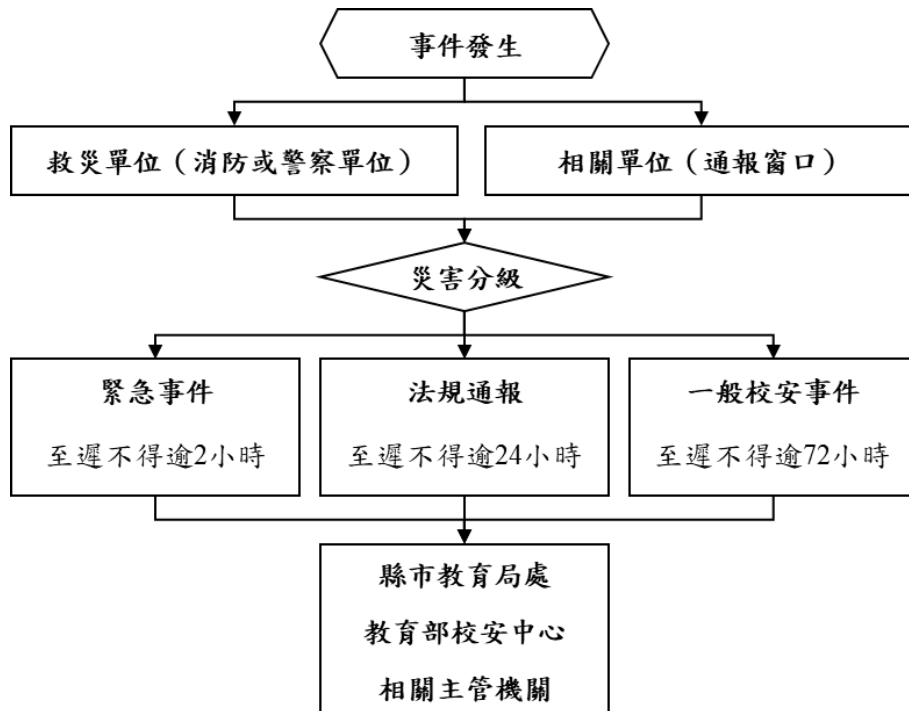 事件發生
救災單位（消防或警察單位）
相關單位（通報窗口）
災害分級
緊急事件
至遲不得逾2小時
法規通報
至遲不得逾24小時
一般校安事件
至遲不得逾72小時
縣市教育局處
教育部校安中心
相關主管機關